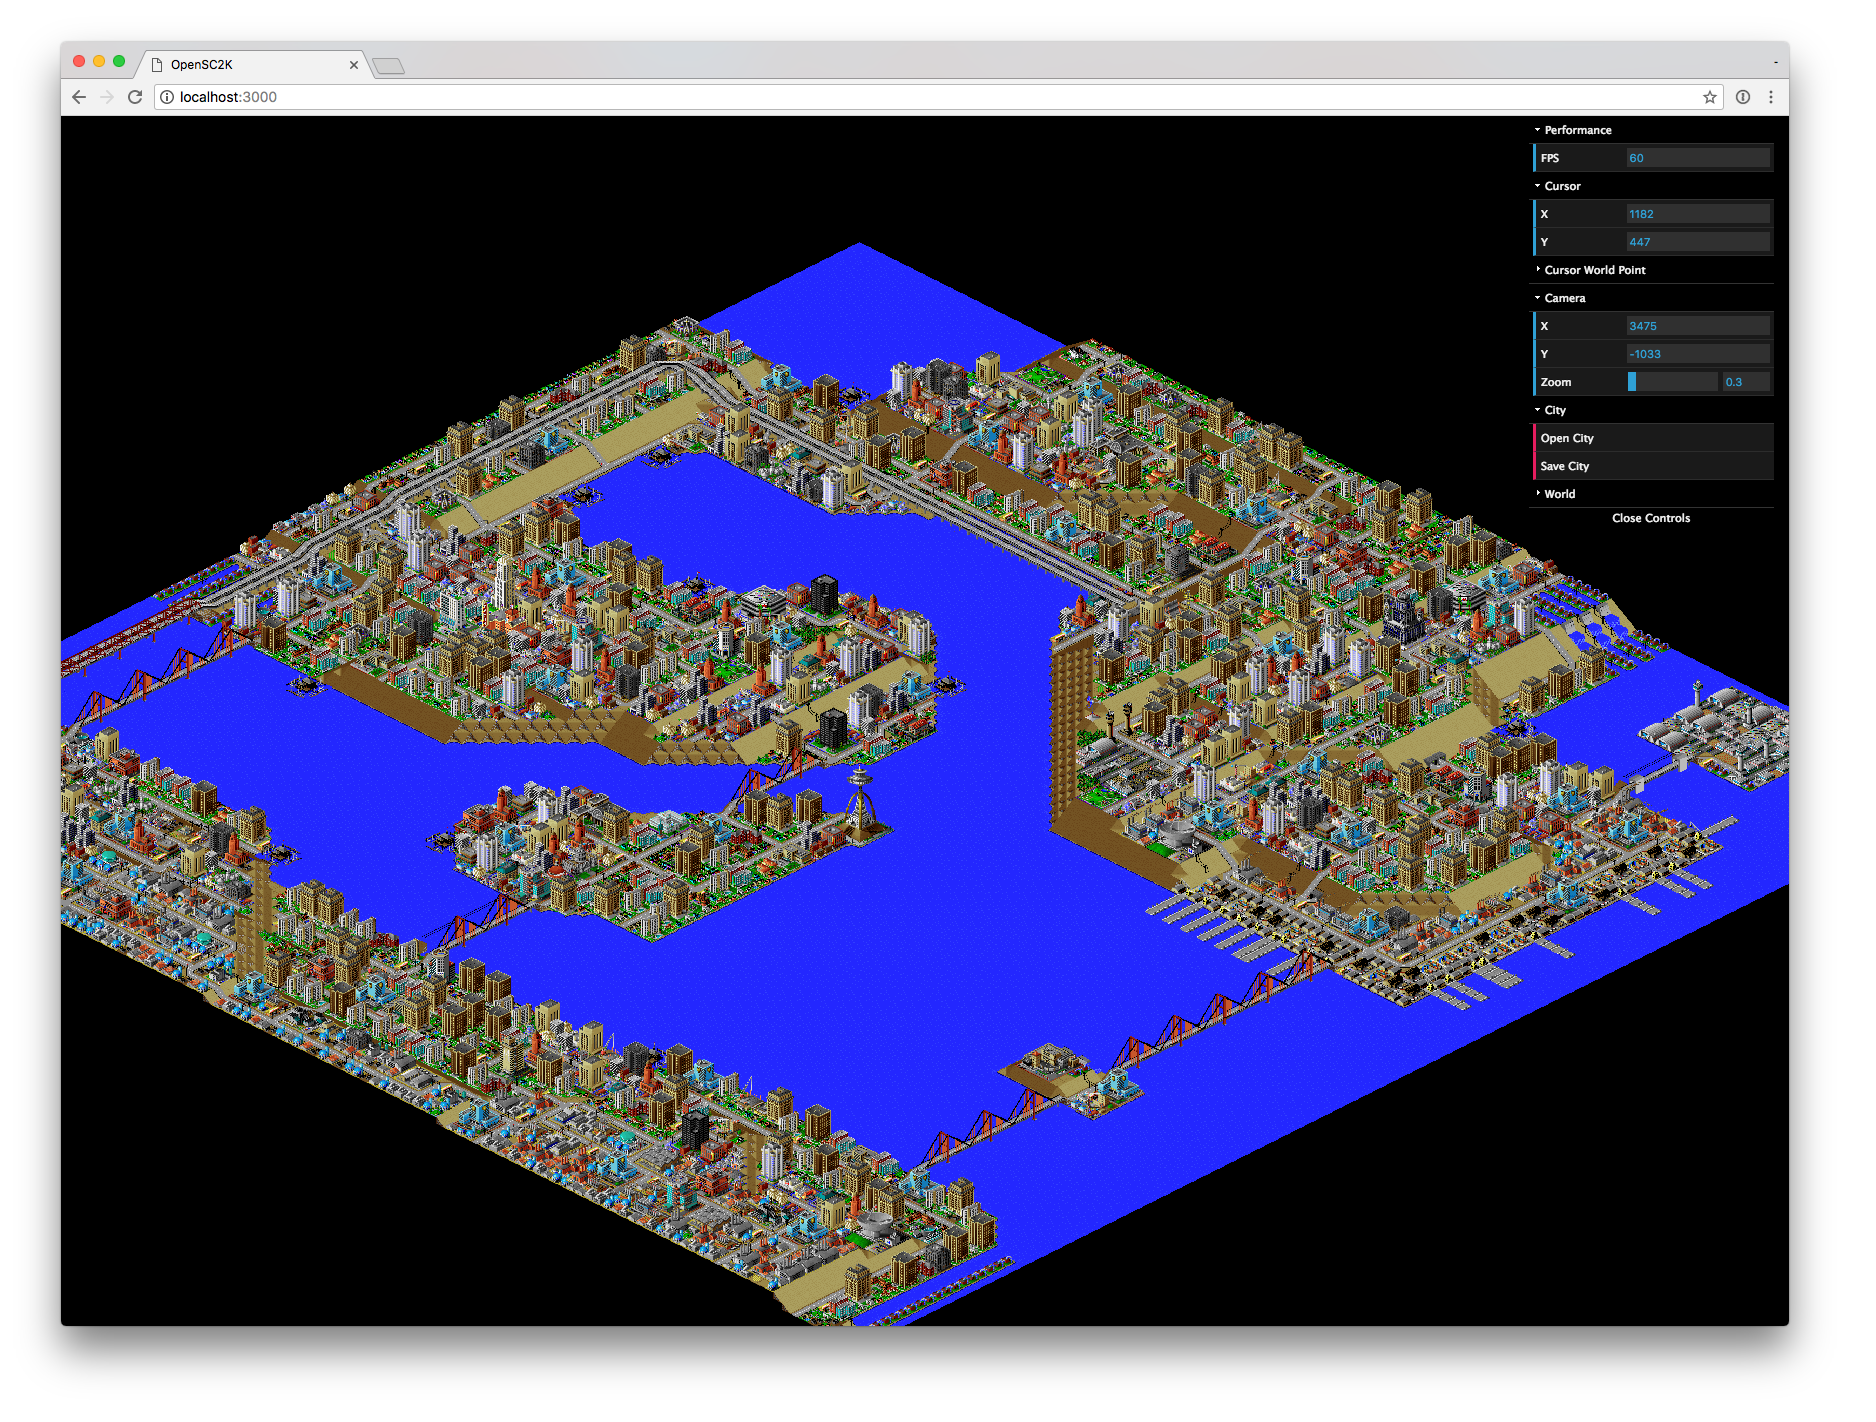 OpenSC2K
localhost:3000
Performance
FPS 60
Cursor
X 1182
Y 447
Cursor World Point
Camera
X 3475
Y -1033
Zoom 0.3
City
Open City
Save City
World
Close Controls